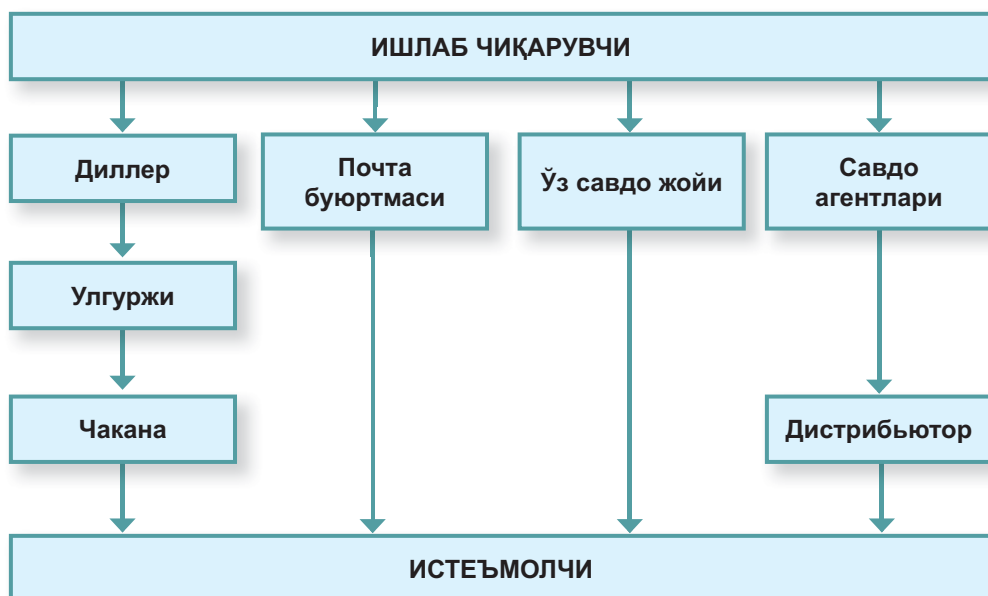 ИШЛАБ ЧИҚАРУВЧИ
Диллер
Почта
буюртмаси
Ўз савдо жойи
Савдо
агентлари
Улгуржи
Чакана
Дистрибьютор
ИСТЕЪМОЛЧИ